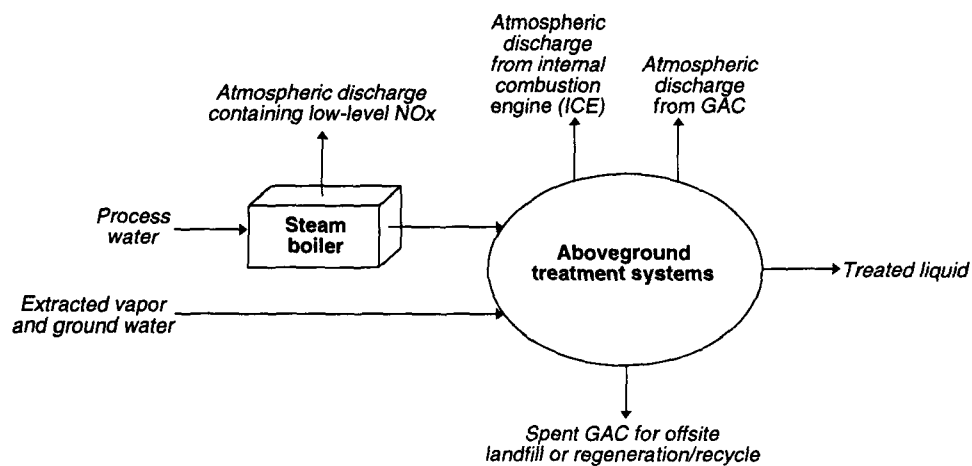 Atmospheric
discharge
from internal
combustion
engine (ICE)
Atmospheric
discharge
from GAC
Atmospheric discharge
containing low-level NOx
Process
water
Steam
boiler
Aboveground
treatment systems
Treated liquid
Extracted vapor
and ground water
Spent GAC for offsite
landfill or regeneration/recycle